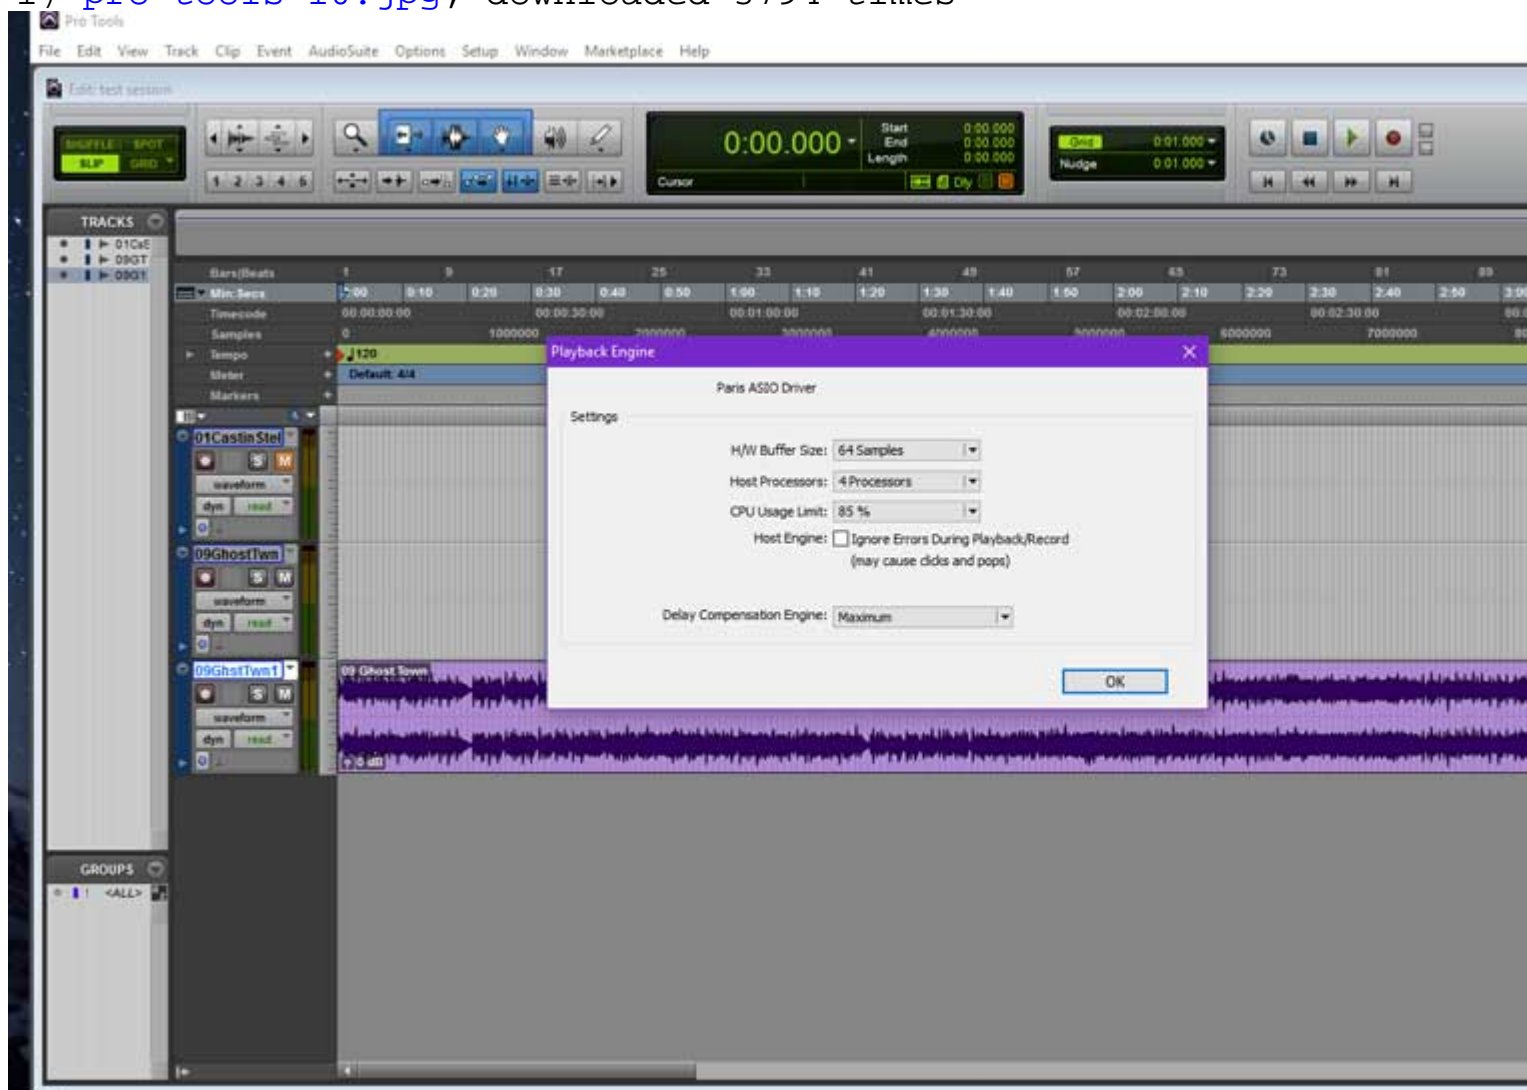 Pro Tools
File Edit View Track Clip Event AudioSuite Options Setup Window Marketplace Help
Edit: test session
SHUFFLE SPOT
SLIP GRID
1 2 3 4 5
0:00.000
Start 0:00.000
End 0:00.000
Length 0:00.000
Cursor
Dly
Grid 0:01.000
Nudge 0:01.000
TRACKS
09GT
Bars|Beats 1 9 17 25 33 41 49 57 65 73 81 89
Min:Secs 0:10 0:20 0:30 0:40 0:50 1:00 1:10 1:20 1:30 1:40 1:50 2:00 2:10 2:20 2:30 2:40 2:50
Timecode 00:00:00:00 00:00:30:00 00:01:00:00 00:01:30:00 00:02:00:00 00:02:30:00
Samples 0 1000000 2000000 3000000 4000000 5000000 6000000 7000000
Tempo 120
Meter Default: 4/4
Markers
Playback Engine
Paris ASIO Driver
Settings
H/W Buffer Size: 64 Samples
Host Processors: 4 Processors
CPU Usage Limit: 85 %
Host Engine: Ignore Errors During Playback/Record
(may cause clicks and pops)
Delay Compensation Engine: Maximum
OK
01CastinStel
S M
waveform
dyn read
09GhostTwn
S M
waveform
dyn read
09GhstTwn1
S M
waveform
dyn read
09 Ghost Town
0 dB
GROUPS
! <ALL>